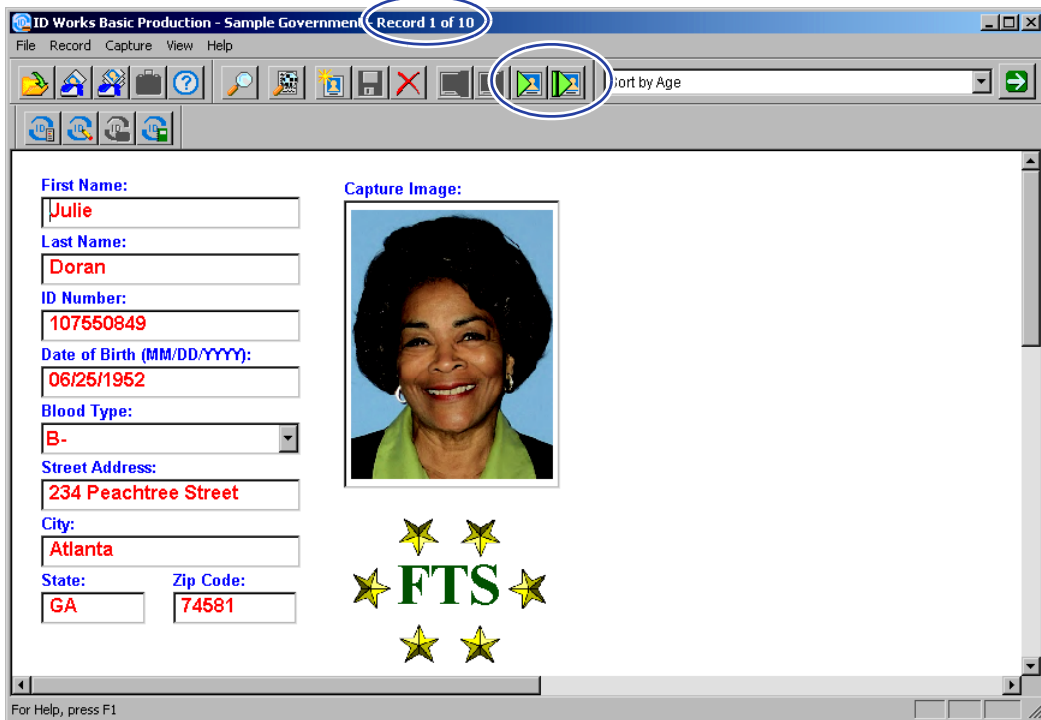 ID Works Basic Production - Sample Government - Record 1 of 10
File Record Capture View Help
Sort by Age
First Name:
Capture Image:
Julie
Last Name:
Doran
ID Number:
107550849
Date of Birth (MM/DD/YYYY):
06/25/1952
Blood Type:
B-
Street Address:
234 Peachtree Street
City:
Atlanta
State: Zip Code:
GA 74581
FTS
For Help, press F1